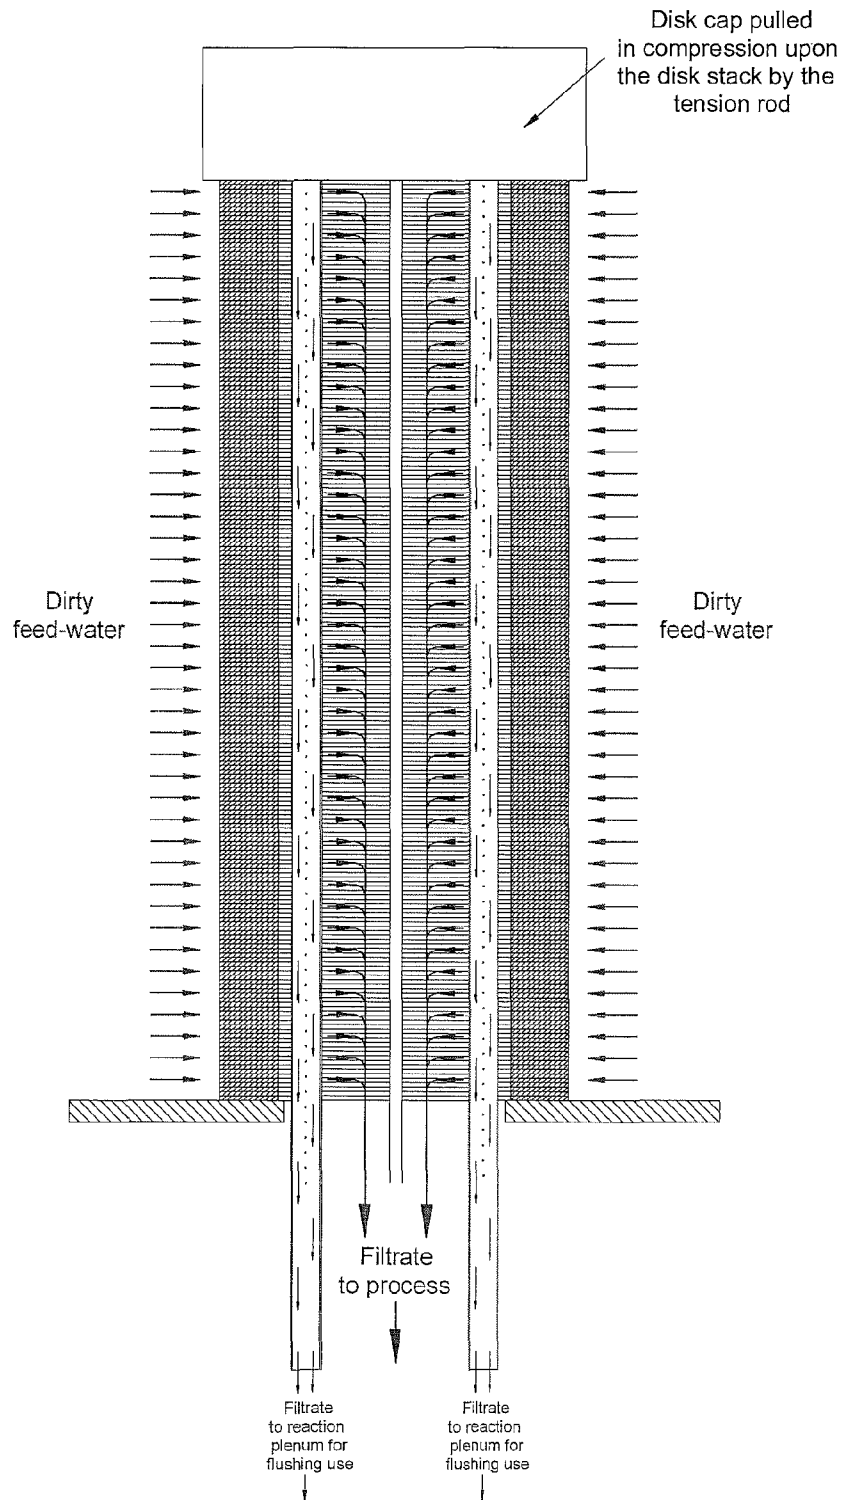 Disk cap pulled
in compression upon
the disk stack by the
tension rod
Dirty
feed-water
Dirty
feed-water
Filtrate
to process
Filtrate
to reaction
plenum for
flushing use
Filtrate
to reaction
plenum for
flushing use